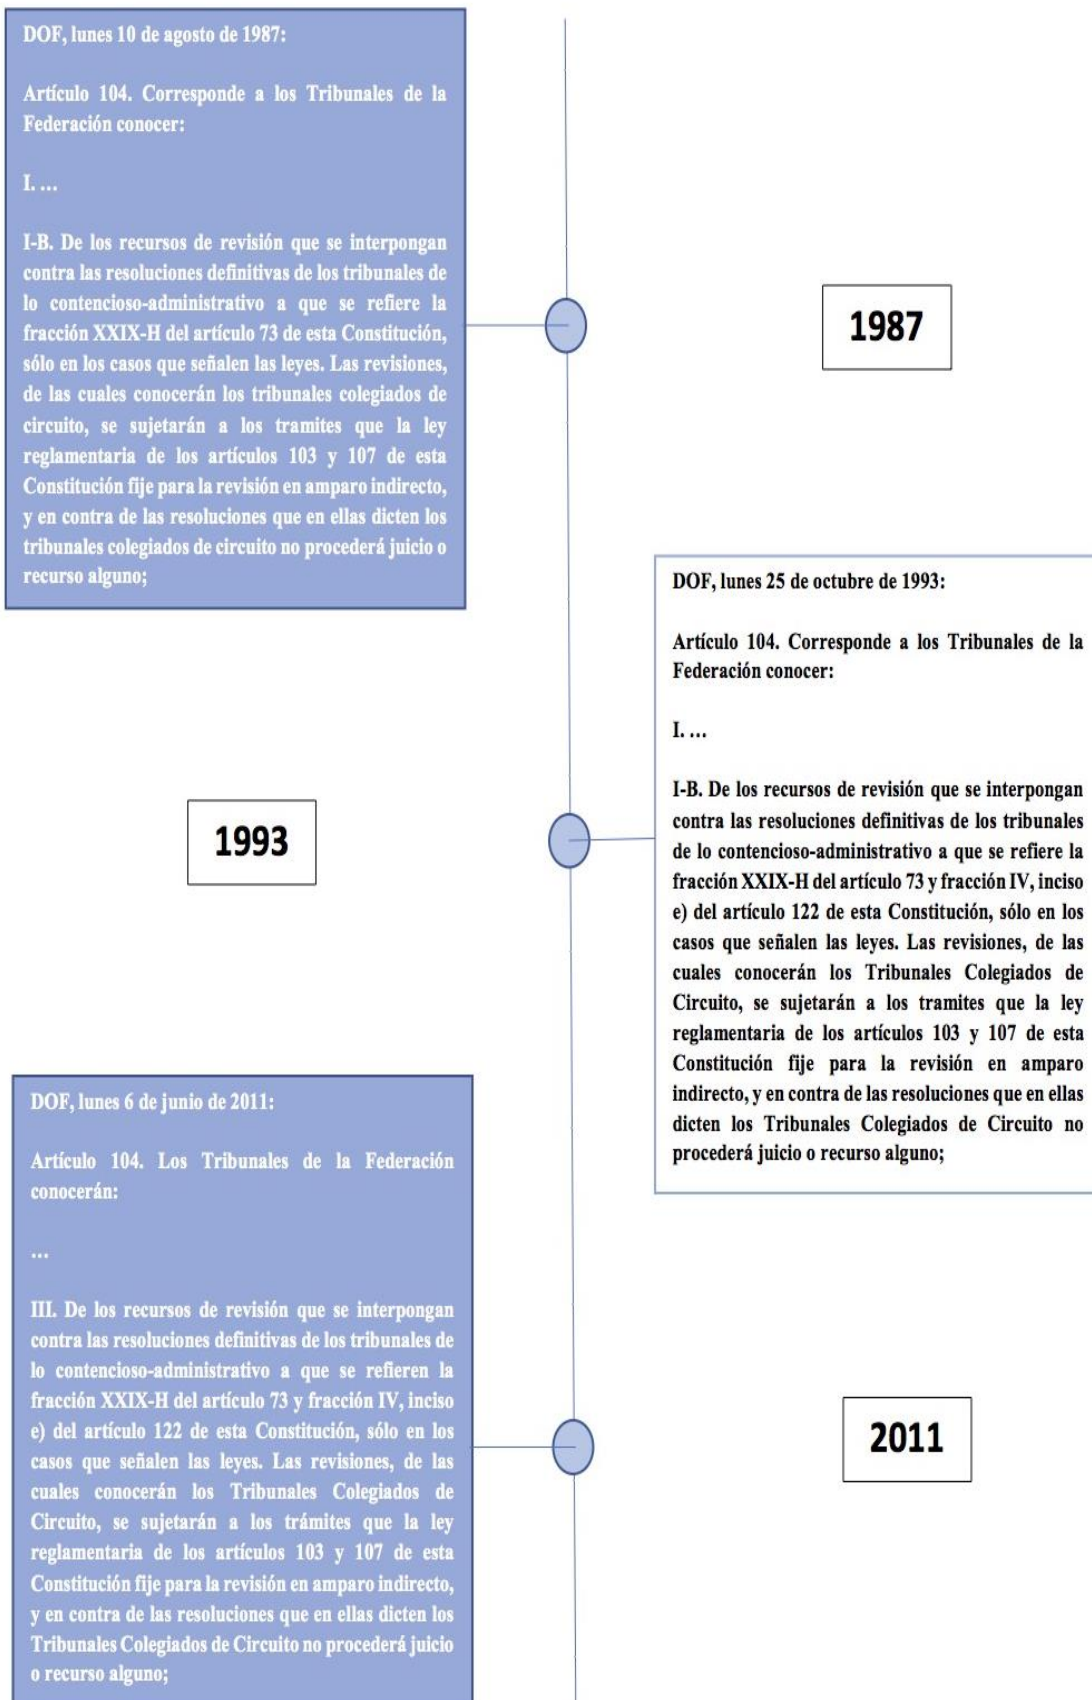 DOF, lunes 10 de agosto de 1987:
Artículo 104. Corresponde a los Tribunales de la
Federación conocer:
I. ...
I-B. De los recursos de revisión que se interpongan
contra las resoluciones definitivas de los tribunales de
lo contencioso-administrativo a que se refiere la
fracción XXIX-H del artículo 73 de esta Constitución,
sólo en los casos que señalen las leyes. Las revisiones,
de las cuales conocerán los tribunales colegiados de
circuito, se sujetarán a los tramites que la ley
reglamentaria de los artículos 103 y 107 de esta
Constitución fije para la revisión en amparo indirecto,
y en contra de las resoluciones que en ellas dicten los
tribunales colegiados de circuito no procederá juicio o
recurso alguno;
1987
DOF, lunes 25 de octubre de 1993:
Artículo 104. Corresponde a los Tribunales de la
Federación conocer:
I. ...
I-B. De los recursos de revisión que se interpongan
contra las resoluciones definitivas de los tribunales
de lo contencioso-administrativo a que se refiere la
fracción XXIX-H del artículo 73 y fracción IV, inciso
e) del artículo 122 de esta Constitución, sólo en los
casos que señalen las leyes. Las revisiones, de las
cuales conocerán los Tribunales Colegiados de
Circuito, se sujetarán a los tramites que la ley
reglamentaria de los artículos 103 y 107 de esta
Constitución fije para la revisión en amparo
indirecto, y en contra de las resoluciones que en ellas
dicten los Tribunales Colegiados de Circuito no
procederá juicio o recurso alguno;
1993
DOF, lunes 6 de junio de 2011:
Artículo 104. Los Tribunales de la Federación
conocerán:
...
III. De los recursos de revisión que se interpongan
contra las resoluciones definitivas de los tribunales de
lo contencioso-administrativo a que se refieren la
fracción XXIX-H del artículo 73 y fracción IV, inciso
e) del artículo 122 de esta Constitución, sólo en los
casos que señalen las leyes. Las revisiones, de las
cuales conocerán los Tribunales Colegiados de
Circuito, se sujetarán a los trámites que la ley
reglamentaria de los artículos 103 y 107 de esta
Constitución fije para la revisión en amparo indirecto,
y en contra de las resoluciones que en ellas dicten los
Tribunales Colegiados de Circuito no procederá juicio
o recurso alguno;
2011